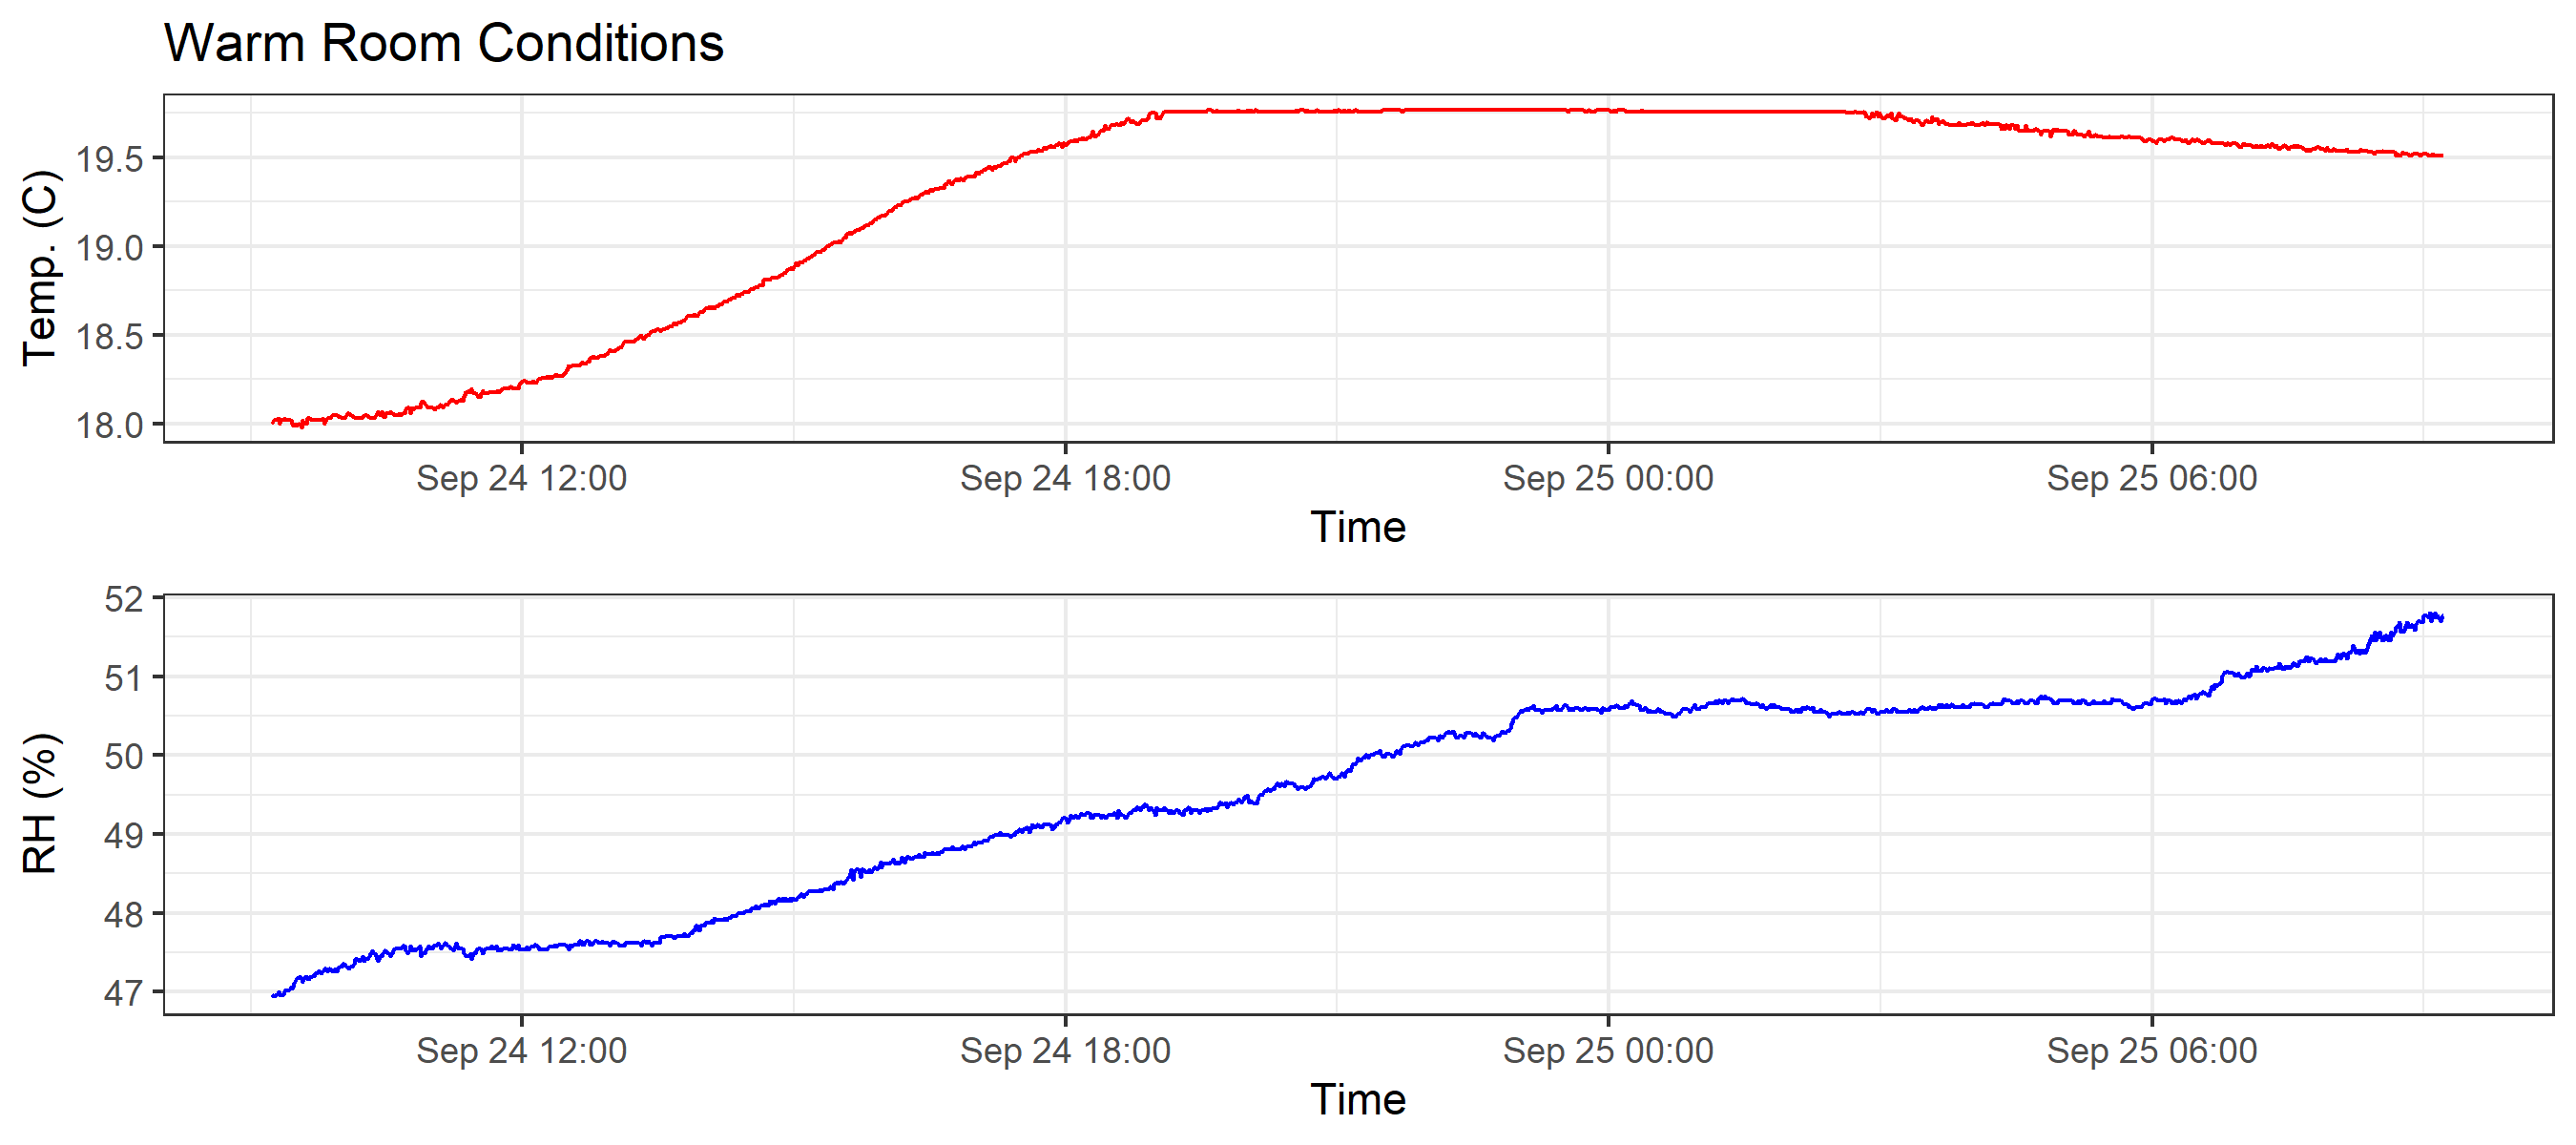 Warm Room Conditions
Temp. (C)
19.5
19.0
18.5
18.0
Sep 24 12:00 Sep 24 18:00 Sep 25 00:00 Sep 25 06:00
Time
RH (%)
52
51
50
49
48
47
Sep 24 12:00 Sep 24 18:00 Sep 25 00:00 Sep 25 06:00
Time